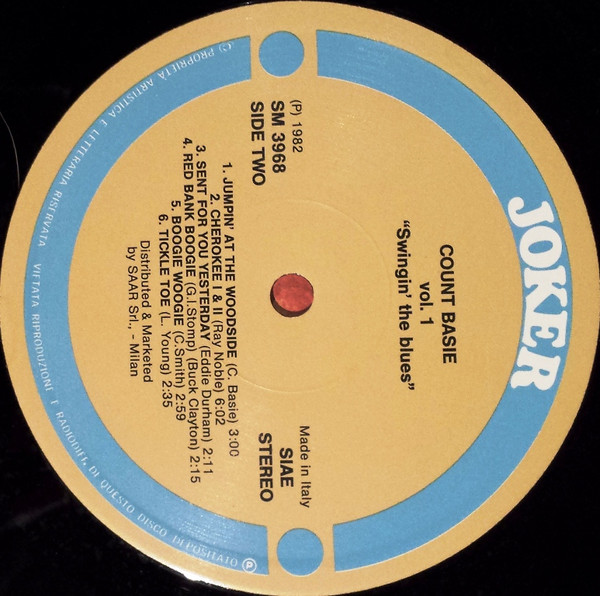 JOKER
COUNT BASIE
vol. 1
"Swingin' the blues"
(P) 1982
SM 3968
SIDE TWO
Made in Italy
SIAE
STEREO
1. JUMPIN' AT THE WOODSIDE (C. Basie) 3:00
2. CHEROKEE I & II (Ray Noble) 6:02
3. SENT FOR YOU YESTERDAY (Eddie Durham) 2:11
4. RED BANK BOOGIE (G.I.Stomp) (Buck Clayton) 2:15
5. BOOGIE WOOGIE (C.Smith) 2:59
6. TICKLE TOE (L. Young) 2:35
Distributed & Marketed
by SAAR Srl., - Milan
(C) PROPRIETÀ ARTISTICA E LETTERARIA RISERVATA VIETATA RIPRODUZIONE E RADIODIFF. DI QUESTO DISCO DEPOSITATO Ⓟ